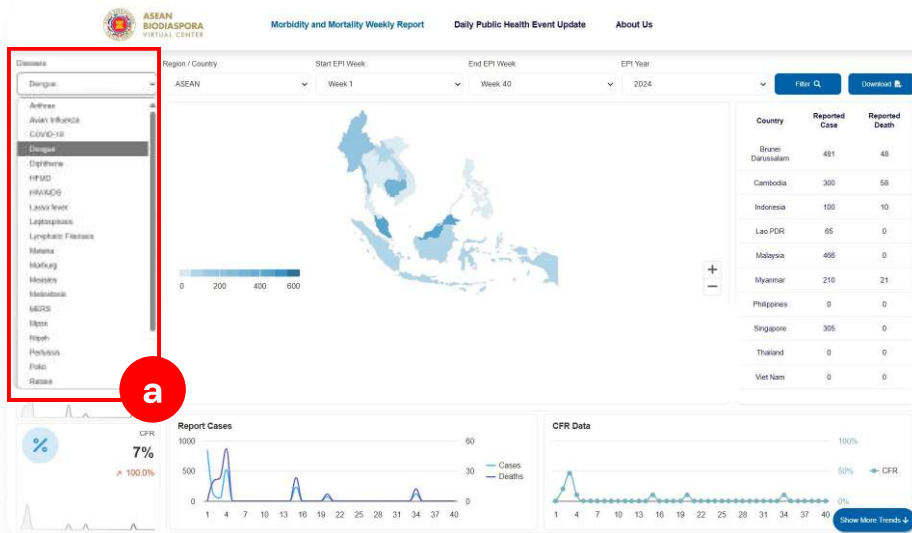 ASEAN
BIODIASPORA
VIRTUAL CENTER
Morbidity and Mortality Weekly Report
Daily Public Health Event Update
About Us
Diseases
Region / Country
Start EPI Week
End EPI Week
EPI Year
Dengue
ASEAN
Week 1
Week 40
2024
Filter
Download
Anthrax
Avian Influenza
COVID-19
Dengue
Diphtheria
HFMD
HIV/AIDS
Lassa fever
Leptospirosis
Lymphatic Filariasis
Malaria
Marburg
Measles
Melioidosis
MERS
Mpox
Nipah
Pertussis
Polio
Rabies
a
0 200 400 600
+
−
Country Reported Case Reported Death
Brunei Darussalam 481 48
Cambodia 300 58
Indonesia 100 10
Lao PDR 65 0
Malaysia 466 0
Myanmar 210 21
Philippines 0 0
Singapore 305 0
Thailand 0 0
Viet Nam 0 0
%
CFR
7%
100.0%
Report Cases
1000
500
0
60
30
0
Cases
Deaths
1 4 7 10 13 16 19 22 25 28 31 34 37 40
CFR Data
100%
50%
0%
CFR
1 4 7 10 13 16 19 22 25 28 31 34 37 40
Show More Trends